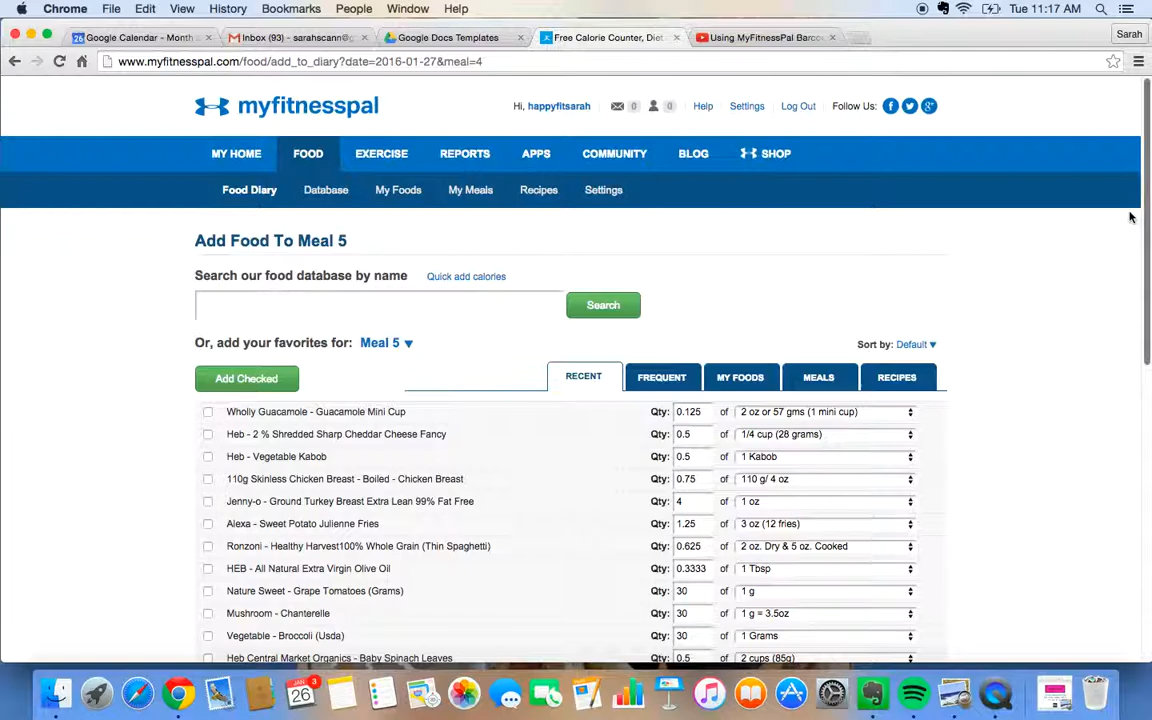 Chrome File Edit View History Bookmarks People Window Help Tue 11:17 AM
Google Calendar - Month Inbox (93) - sarahscann@ Google Docs Templates Free Calorie Counter, Diet Using MyFitnessPal Barco Sarah
www.myfitnesspal.com/food/add_to_diary?date=2016-01-27&meal=4
myfitnesspal Hi, happyfitsarah 0 0 Help Settings Log Out Follow Us:
MY HOME FOOD EXERCISE REPORTS APPS COMMUNITY BLOG SHOP
Food Diary Database My Foods My Meals Recipes Settings
Add Food To Meal 5
Search our food database by name Quick add calories
Search
Or, add your favorites for: Meal 5 Sort by: Default
Add Checked RECENT FREQUENT MY FOODS MEALS RECIPES
Wholly Guacamole - Guacamole Mini Cup Qty: 0.125 of 2 oz or 57 gms (1 mini cup)
Heb - 2 % Shredded Sharp Cheddar Cheese Fancy Qty: 0.5 of 1/4 cup (28 grams)
Heb - Vegetable Kabob Qty: 0.5 of 1 Kabob
110g Skinless Chicken Breast - Boiled - Chicken Breast Qty: 0.75 of 110 g/ 4 oz
Jenny-o - Ground Turkey Breast Extra Lean 99% Fat Free Qty: 4 of 1 oz
Alexa - Sweet Potato Julienne Fries Qty: 1.25 of 3 oz (12 fries)
Ronzoni - Healthy Harvest100% Whole Grain (Thin Spaghetti) Qty: 0.625 of 2 oz. Dry & 5 oz. Cooked
HEB - All Natural Extra Virgin Olive Oil Qty: 0.3333 of 1 Tbsp
Nature Sweet - Grape Tomatoes (Grams) Qty: 30 of 1 g
Mushroom - Chanterelle Qty: 30 of 1 g = 3.5oz
Vegetable - Broccoli (Usda) Qty: 30 of 1 Grams
Heb Central Market Organics - Baby Spinach Leaves Qty: 0.5 of 2 cups (85g)
JAN 26 3